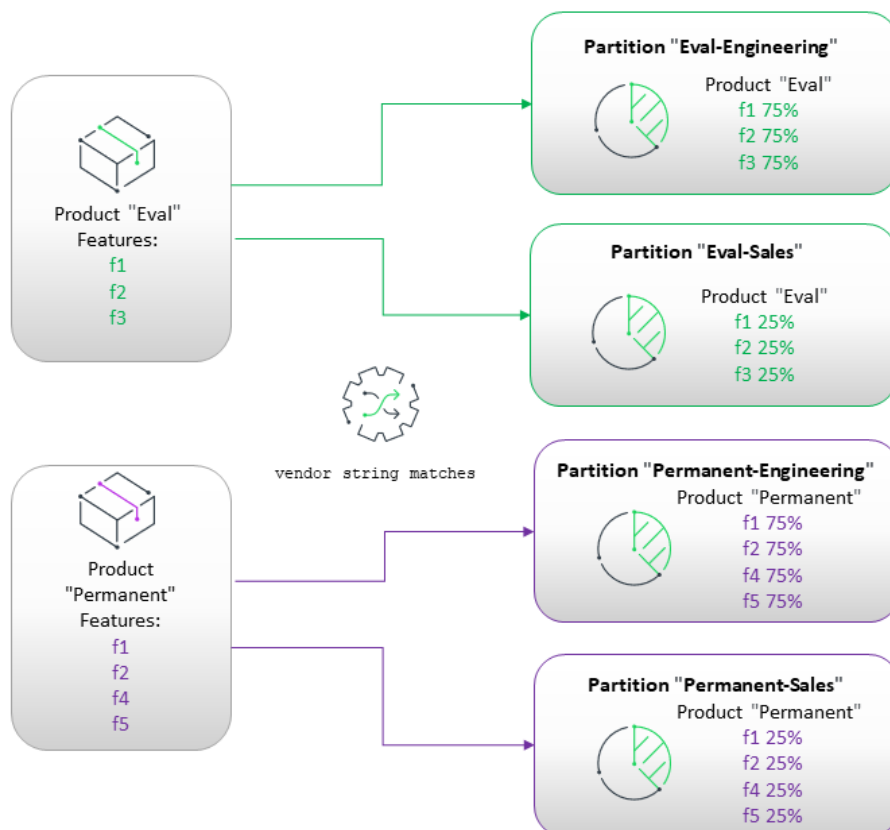 Product "Eval"
Features:
f1
f2
f3
Partition "Eval-Engineering"
Product "Eval"
f1 75%
f2 75%
f3 75%
Partition "Eval-Sales"
Product "Eval"
f1 25%
f2 25%
f3 25%
vendor string matches
Product
"Permanent"
Features:
f1
f2
f4
f5
Partition "Permanent-Engineering"
Product "Permanent"
f1 75%
f2 75%
f4 75%
f5 75%
Partition "Permanent-Sales"
Product "Permanent"
f1 25%
f2 25%
f4 25%
f5 25%